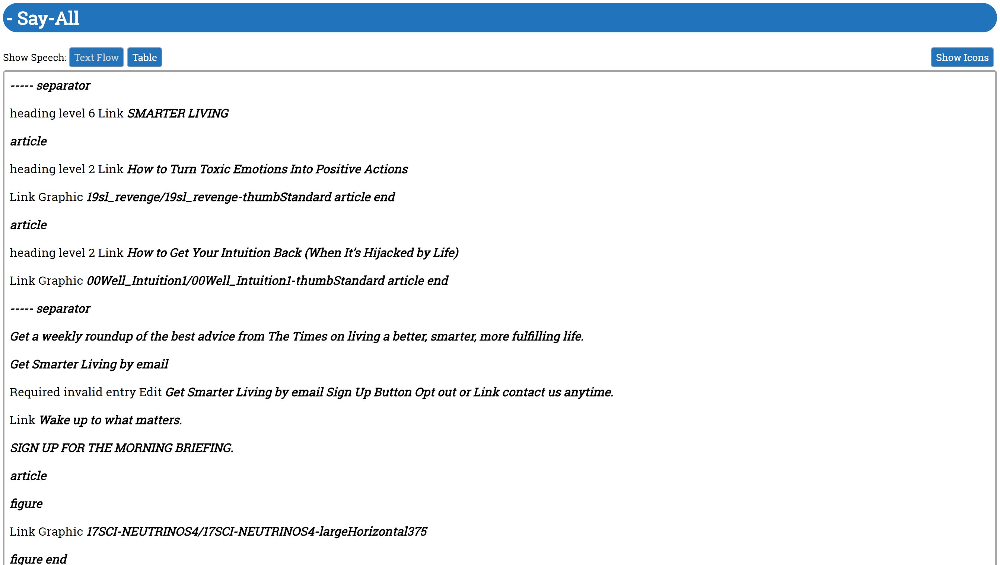 - Say-All
Show Speech: Text Flow Table Show Icons
----- separator
heading level 6 Link SMARTER LIVING
article
heading level 2 Link How to Turn Toxic Emotions Into Positive Actions
Link Graphic 19sl_revenge/19sl_revenge-thumbStandard article end
article
heading level 2 Link How to Get Your Intuition Back (When It’s Hijacked by Life)
Link Graphic 00Well_Intuition1/00Well_Intuition1-thumbStandard article end
----- separator
Get a weekly roundup of the best advice from The Times on living a better, smarter, more fulfilling life.
Get Smarter Living by email
Required invalid entry Edit Get Smarter Living by email Sign Up Button Opt out or Link contact us anytime.
Link Wake up to what matters.
SIGN UP FOR THE MORNING BRIEFING.
article
figure
Link Graphic 17SCI-NEUTRINOS4/17SCI-NEUTRINOS4-largeHorizontal375
figure end